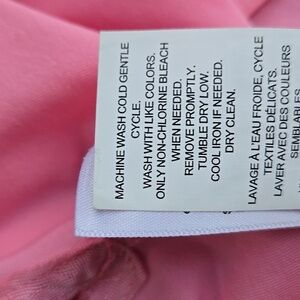 MACHINE WASH COLD GENTLE
CYCLE.
WASH WITH LIKE COLORS.
ONLY NON-CHLORINE BLEACH
WHEN NEEDED.
REMOVE PROMPTLY.
TUMBLE DRY LOW.
COOL IRON IF NEEDED.
DRY CLEAN.
LAVAGE À L'EAU FROIDE, CYCLE
TEXTILES DÉLICATS.
LAVER AVEC DES COULEURS
SEMBLABLES.